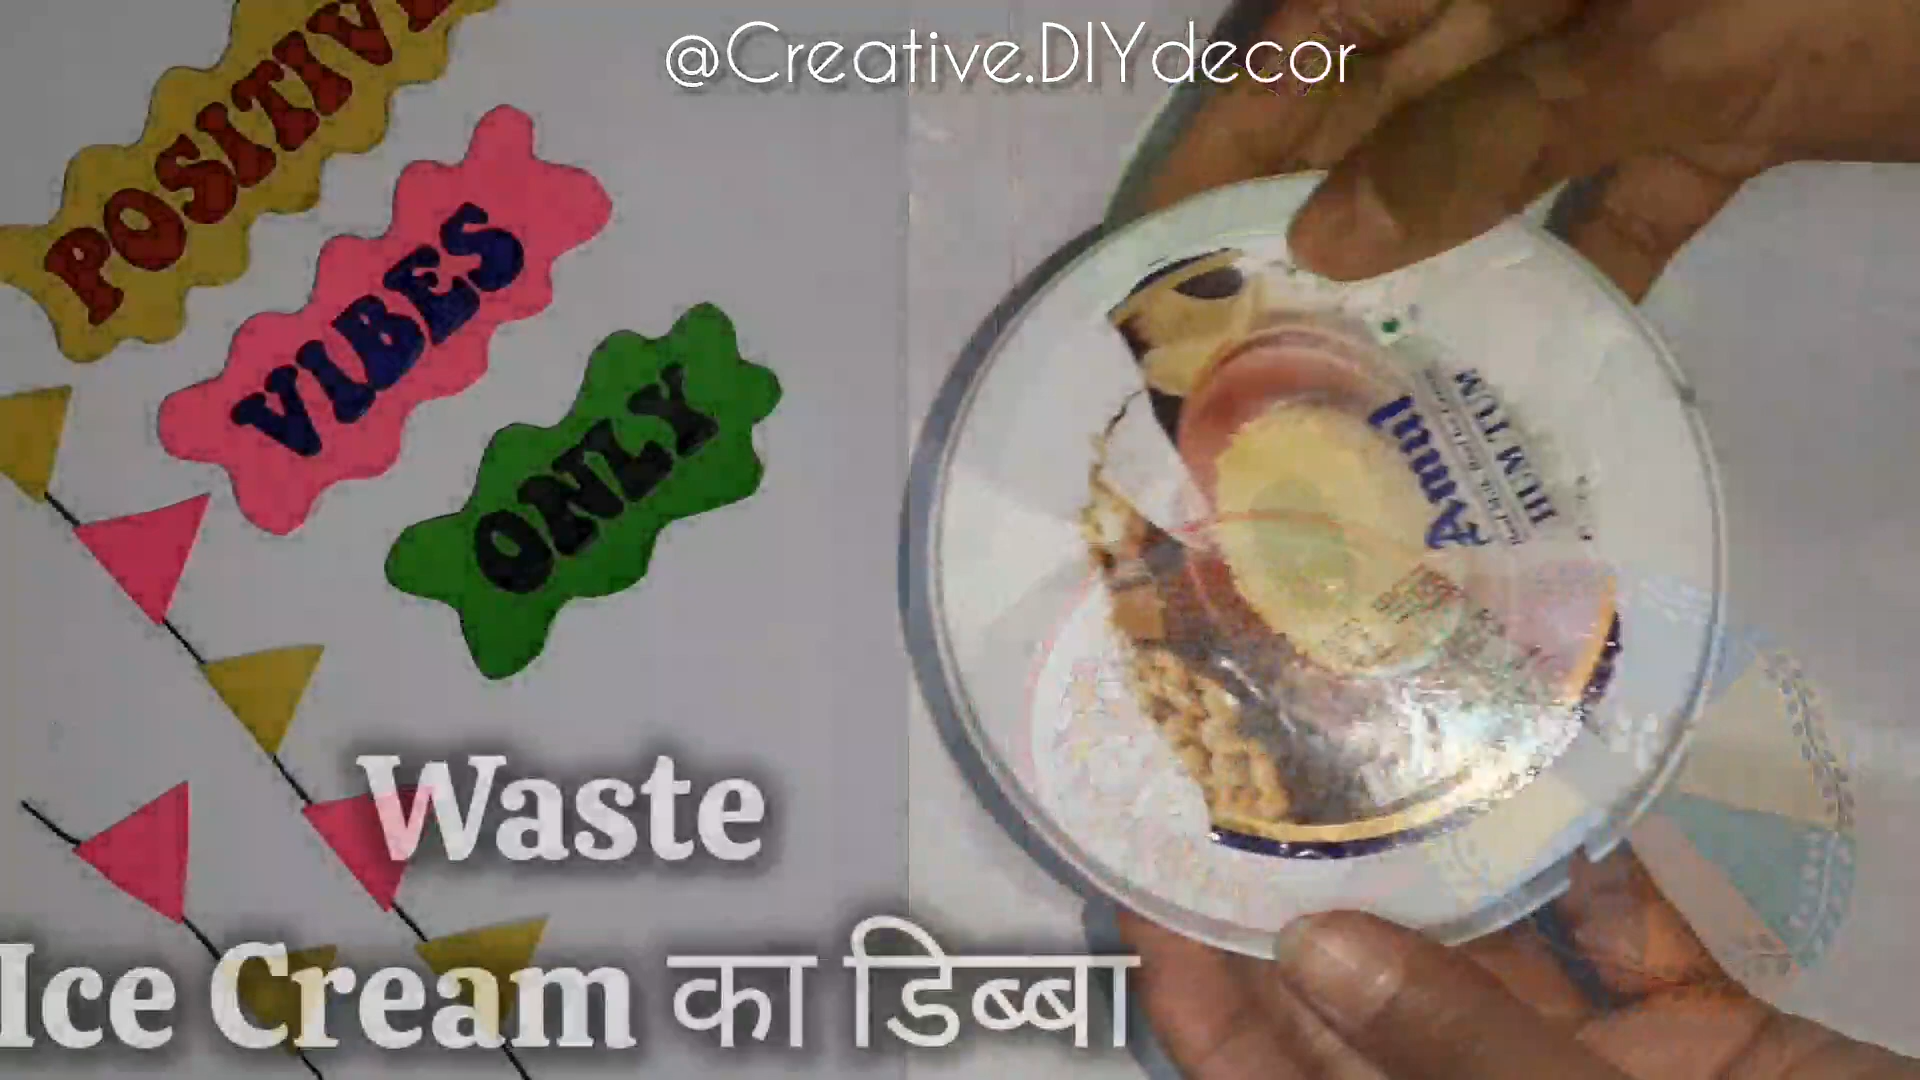 @Creative.DIYdecor
POSITIVE
VIBES
ONLY
Amul
HUM TUM
Waste
Ice Cream का डिब्बा